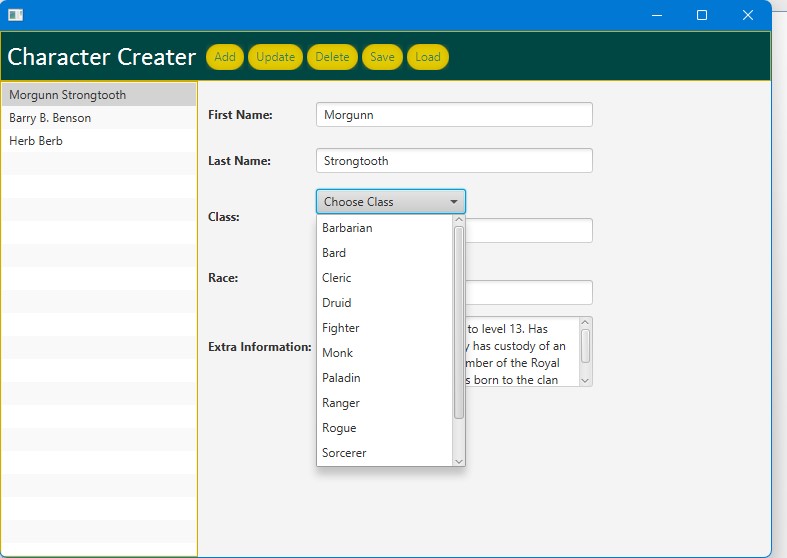 Character Creater Add Update Delete Save Load
Morgunn Strongtooth
Barry B. Benson
Herb Berb
First Name: Morgunn
Last Name: Strongtooth
Class: Choose Class
Barbarian
Bard
Cleric
Druid
Fighter
Monk
Paladin
Ranger
Rogue
Sorcerer
Race:
Extra Information:
to level 13. Has
has custody of an
of the Royal
born to the clan